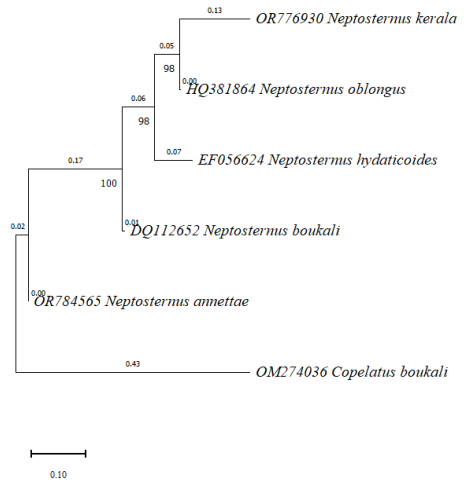 0.13
OR776930 Neptosternus kerala
0.05
98
0.00
HQ381864 Neptosternus oblongus
0.06
98
0.07
EF056624 Neptosternus hydaticoides
0.17
100
0.01
DQ112652 Neptosternus boukali
0.02
0.00
OR784565 Neptosternus annettae
0.43
OM274036 Copelatus boukali
0.10